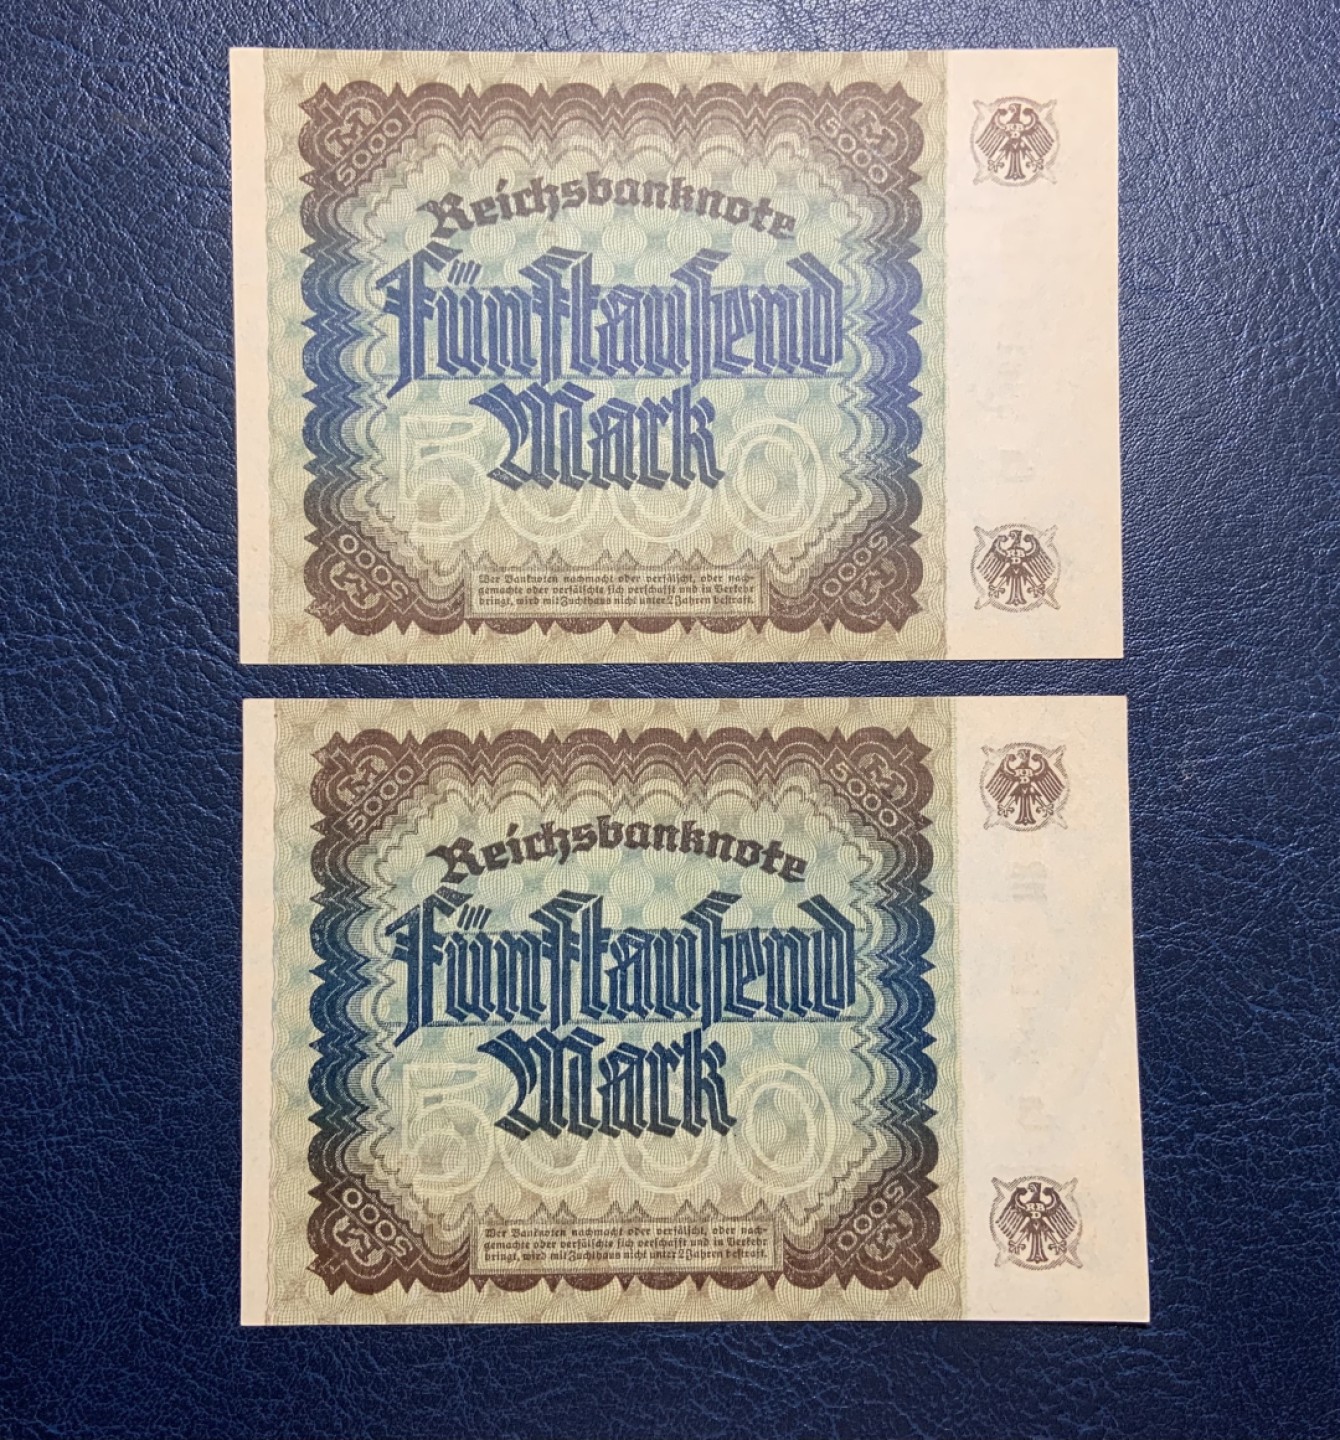 M 5000
M 5000
Reichsbanknote
Fünftausend
Mark
5000
Wer Banknoten nachmacht oder verfälscht, oder nach-
gemachte oder verfälschte sich verschafft und in Verkehr
bringt, wird mit Zuchthaus nicht unter 2 Jahren bestraft.
M 5000
M 5000
M 5000
M 5000
Reichsbanknote
Fünftausend
Mark
5000
Wer Banknoten nachmacht oder verfälscht, oder nach-
gemachte oder verfälschte sich verschafft und in Verkehr
bringt, wird mit Zuchthaus nicht unter 2 Jahren bestraft.
M 5000
M 5000